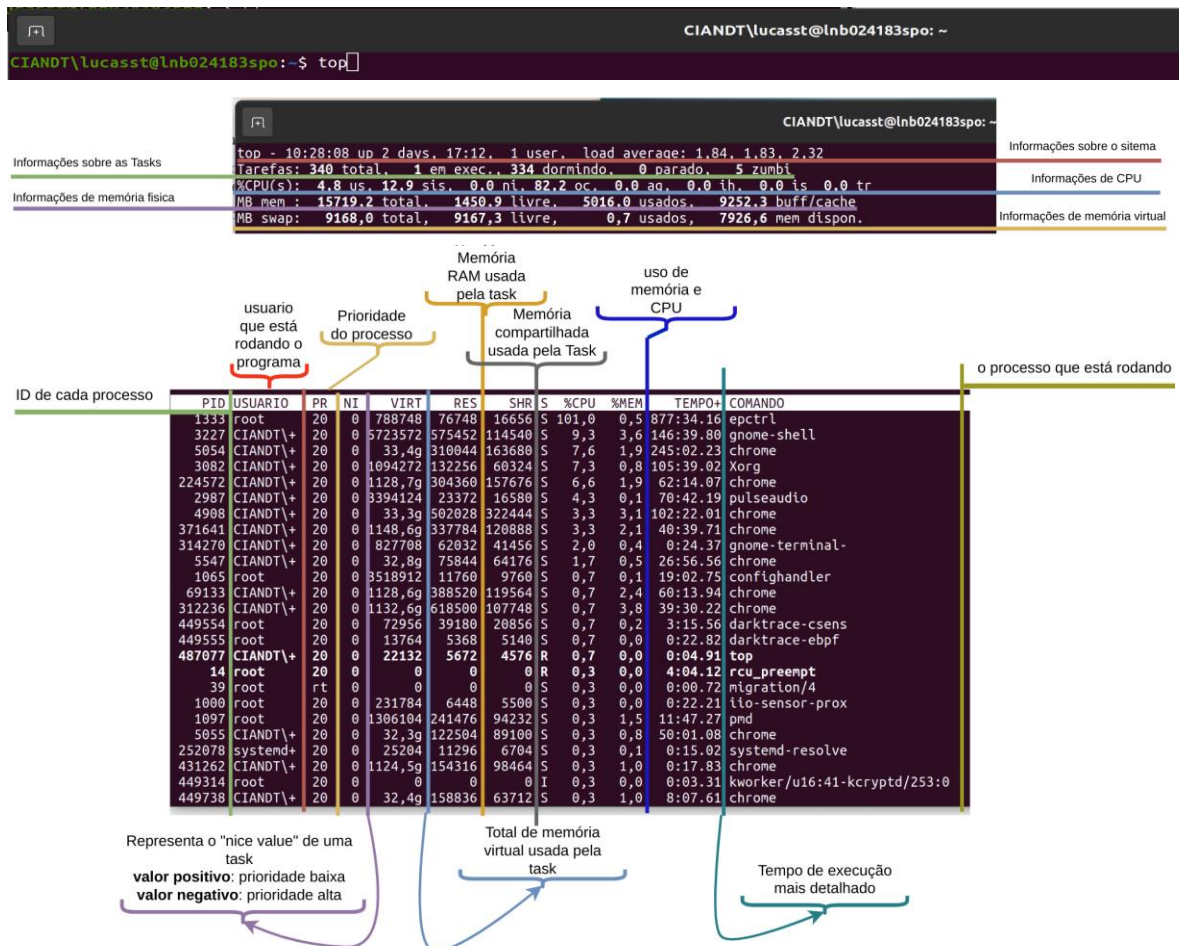 CIANDT\lucasst@lnb024183spo: ~
CIANDT\lucasst@lnb024183spo:~$ top
CIANDT\lucasst@lnb024183spo: ~
top - 10:28:08 up 2 days, 17:12, 1 user, load average: 1,84, 1,83, 2,32
Tarefas: 340 total, 1 em exec., 334 dormindo, 0 parado, 5 zumbi
%CPU(s): 4,8 us, 12,9 sis, 0,0 ni, 82,2 oc, 0,0 ag, 0,0 ih, 0,0 is 0,0 tr
MB mem : 15719,2 total, 1450,9 livre, 5016,0 usados, 9252,3 buff/cache
MB swap: 9168,0 total, 9167,3 livre, 0,7 usados, 7926,6 mem dispon.
Informações sobre as Tasks
Informações de memória fisica
Informações sobre o sitema
Informações de CPU
Informações de memória virtual
usuario
que está
rodando o
programa
Prioridade
do processo
Memória
RAM usada
pela task
Memória
compartilhada
usada pela Task
uso de
memória e
CPU
ID de cada processo
o processo que está rodando
PID USUARIO PR NI VIRT RES SHR S %CPU %MEM TEMPO+ COMANDO
1333 root 20 0 788748 76748 16656 S 101,0 0,5 877:34.16 epctrl
3227 CIANDT\+ 20 0 5723572 575452 114540 S 9,3 3,6 146:39.80 gnome-shell
5054 CIANDT\+ 20 0 33,4g 310044 163680 S 7,6 1,9 245:02.23 chrome
3082 CIANDT\+ 20 0 1094272 132256 60324 S 7,3 0,8 105:39.02 Xorg
224572 CIANDT\+ 20 0 1128,7g 304360 157676 S 6,6 1,9 62:14.07 chrome
2987 CIANDT\+ 20 0 3394124 23372 16580 S 4,3 0,1 70:42.19 pulseaudio
4908 CIANDT\+ 20 0 33,3g 502028 322444 S 3,3 3,1 102:22.01 chrome
371641 CIANDT\+ 20 0 1148,6g 337784 120888 S 3,3 2,1 40:39.71 chrome
314270 CIANDT\+ 20 0 827708 62032 41456 S 2,0 0,4 0:24.37 gnome-terminal-
5547 CIANDT\+ 20 0 32,8g 75844 64176 S 1,7 0,5 26:56.56 chrome
1065 root 20 0 3518912 11760 9760 S 0,7 0,1 19:02.75 confighandler
69133 CIANDT\+ 20 0 1128,6g 388520 119564 S 0,7 2,4 60:13.94 chrome
312236 CIANDT\+ 20 0 1132,6g 618500 107748 S 0,7 3,8 39:30.22 chrome
449554 root 20 0 72956 39180 20856 S 0,7 0,2 3:15.56 darktrace-csens
449555 root 20 0 13764 5368 5140 S 0,7 0,0 0:22.82 darktrace-ebpf
487077 CIANDT\+ 20 0 22132 5672 4576 R 0,7 0,0 0:04.91 top
14 root 20 0 0 0 0 R 0,3 0,0 4:04.12 rcu_preempt
39 root rt 0 0 0 0 S 0,3 0,0 0:00.72 migration/4
1000 root 20 0 231784 6448 5500 S 0,3 0,0 0:22.21 iio-sensor-prox
1097 root 20 0 1306104 241476 94232 S 0,3 1,5 11:47.27 pmd
5055 CIANDT\+ 20 0 32,3g 122504 89100 S 0,3 0,8 50:01.08 chrome
252078 systemd+ 20 0 25204 11296 6704 S 0,3 0,1 0:15.02 systemd-resolve
431262 CIANDT\+ 20 0 1124,5g 154316 98464 S 0,3 1,0 0:17.83 chrome
449314 root 20 0 0 0 0 I 0,3 0,0 0:03.31 kworker/u16:41-kcryptd/253:0
449738 CIANDT\+ 20 0 32,4g 158836 63712 S 0,3 1,0 8:07.61 chrome
Representa o "nice value" de uma
task
valor positivo: prioridade baixa
valor negativo: prioridade alta
Total de memória
virtual usada pela
task
Tempo de execução
mais detalhado